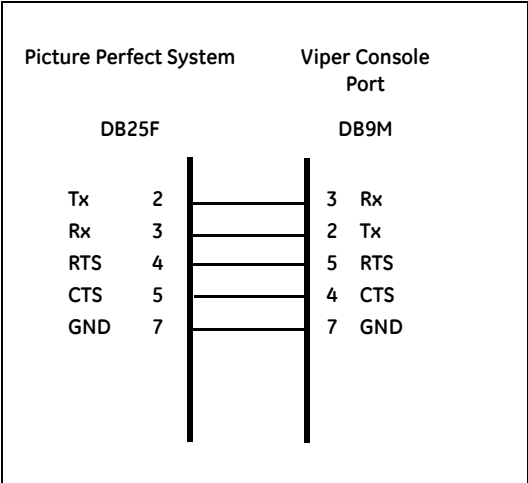 Picture Perfect System Viper Console
Port
DB25F DB9M
Tx 2 3 Rx
Rx 3 2 Tx
RTS 4 5 RTS
CTS 5 4 CTS
GND 7 7 GND